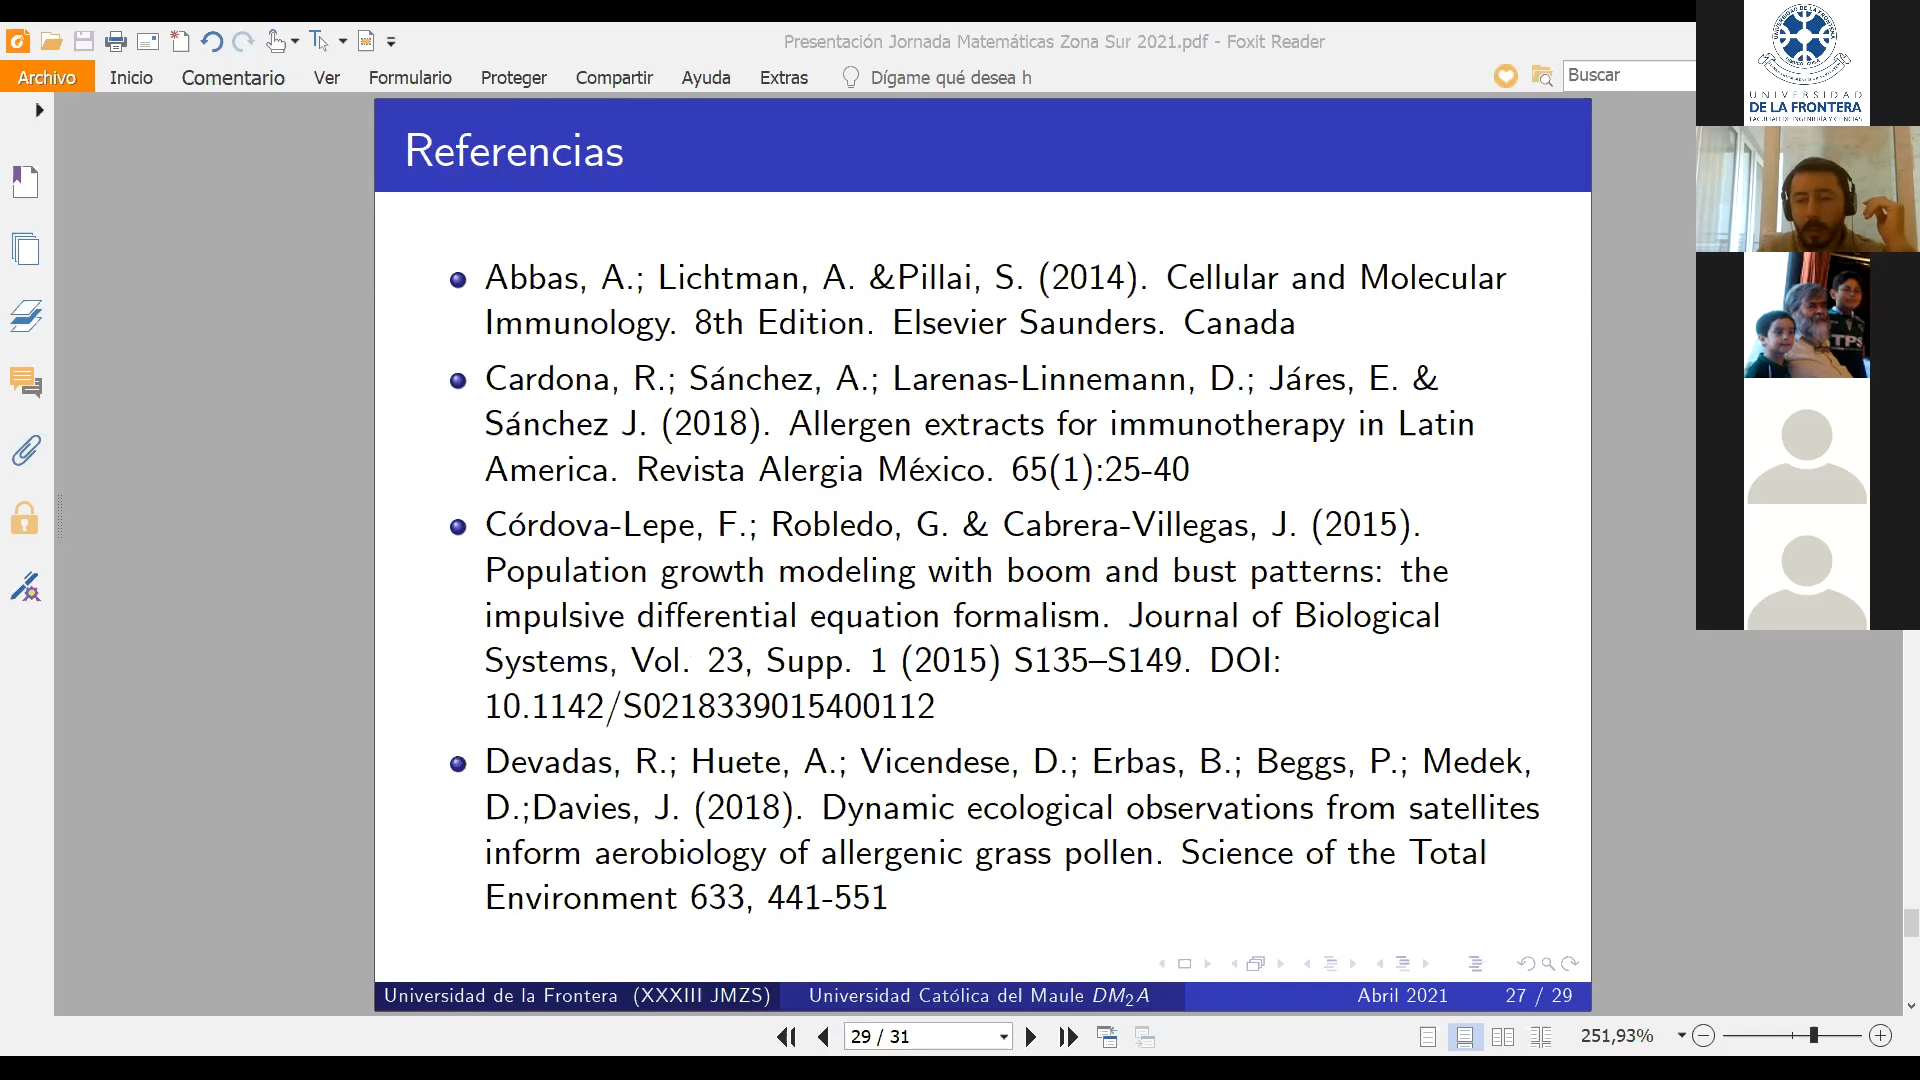 Presentación Jornada Matemáticas Zona Sur 2021.pdf - Foxit Reader
Archivo Inicio Comentario Ver Formulario Proteger Compartir Ayuda Extras Dígame qué desea h Buscar
UNIVERSIDAD
DE LA FRONTERA
FACULTAD DE INGENIERÍA Y CIENCIAS
Referencias
Abbas, A.; Lichtman, A. &Pillai, S. (2014). Cellular and Molecular
Immunology. 8th Edition. Elsevier Saunders. Canada
Cardona, R.; Sánchez, A.; Larenas-Linnemann, D.; Járes, E. &
Sánchez J. (2018). Allergen extracts for immunotherapy in Latin
America. Revista Alergia México. 65(1):25-40
Córdova-Lepe, F.; Robledo, G. & Cabrera-Villegas, J. (2015).
Population growth modeling with boom and bust patterns: the
impulsive differential equation formalism. Journal of Biological
Systems, Vol. 23, Supp. 1 (2015) S135–S149. DOI:
10.1142/S0218339015400112
Devadas, R.; Huete, A.; Vicendese, D.; Erbas, B.; Beggs, P.; Medek,
D.;Davies, J. (2018). Dynamic ecological observations from satellites
inform aerobiology of allergenic grass pollen. Science of the Total
Environment 633, 441-551
Universidad de la Frontera (XXXIII JMZS) Universidad Católica del Maule DM₂A Abril 2021 27 / 29
29 / 31 251,93%